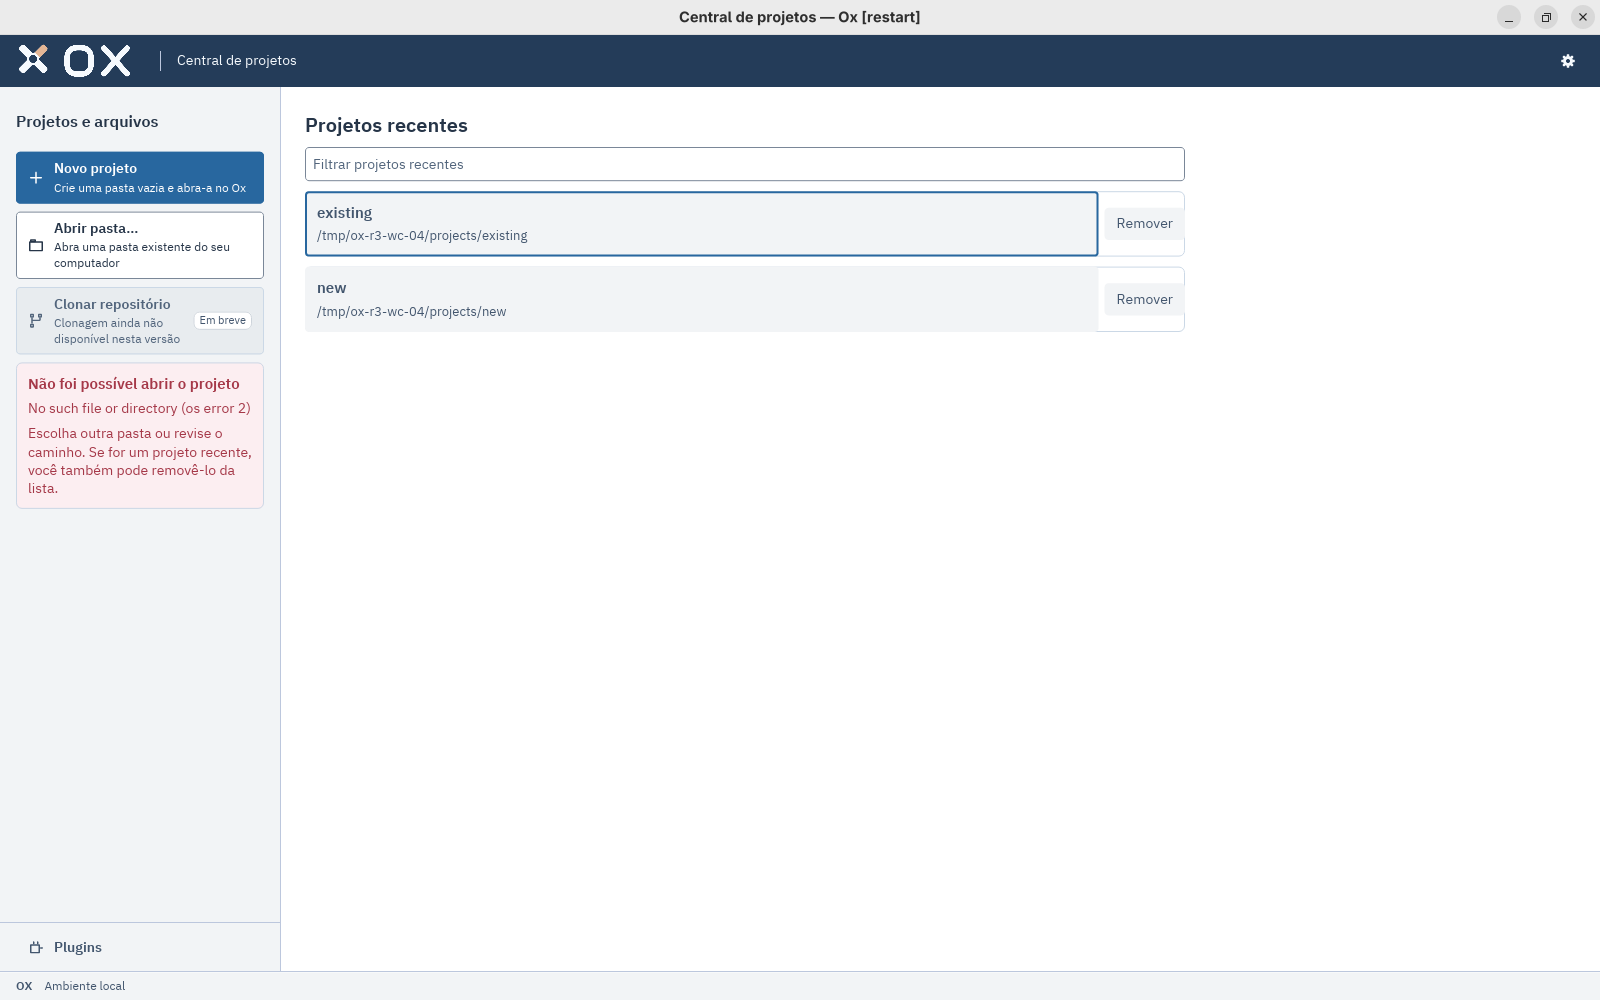 Central de projetos — Ox [restart]
OX
Central de projetos
Projetos e arquivos
Novo projeto
Crie uma pasta vazia e abra-a no Ox
Abrir pasta...
Abra uma pasta existente do seu
computador
Clonar repositório
Clonagem ainda não
disponível nesta versão
Em breve
Não foi possível abrir o projeto
No such file or directory (os error 2)
Escolha outra pasta ou revise o
caminho. Se for um projeto recente,
você também pode removê-lo da
lista.
Plugins
Projetos recentes
Filtrar projetos recentes
existing
/tmp/ox-r3-wc-04/projects/existing
Remover
new
/tmp/ox-r3-wc-04/projects/new
Remover
OX Ambiente local